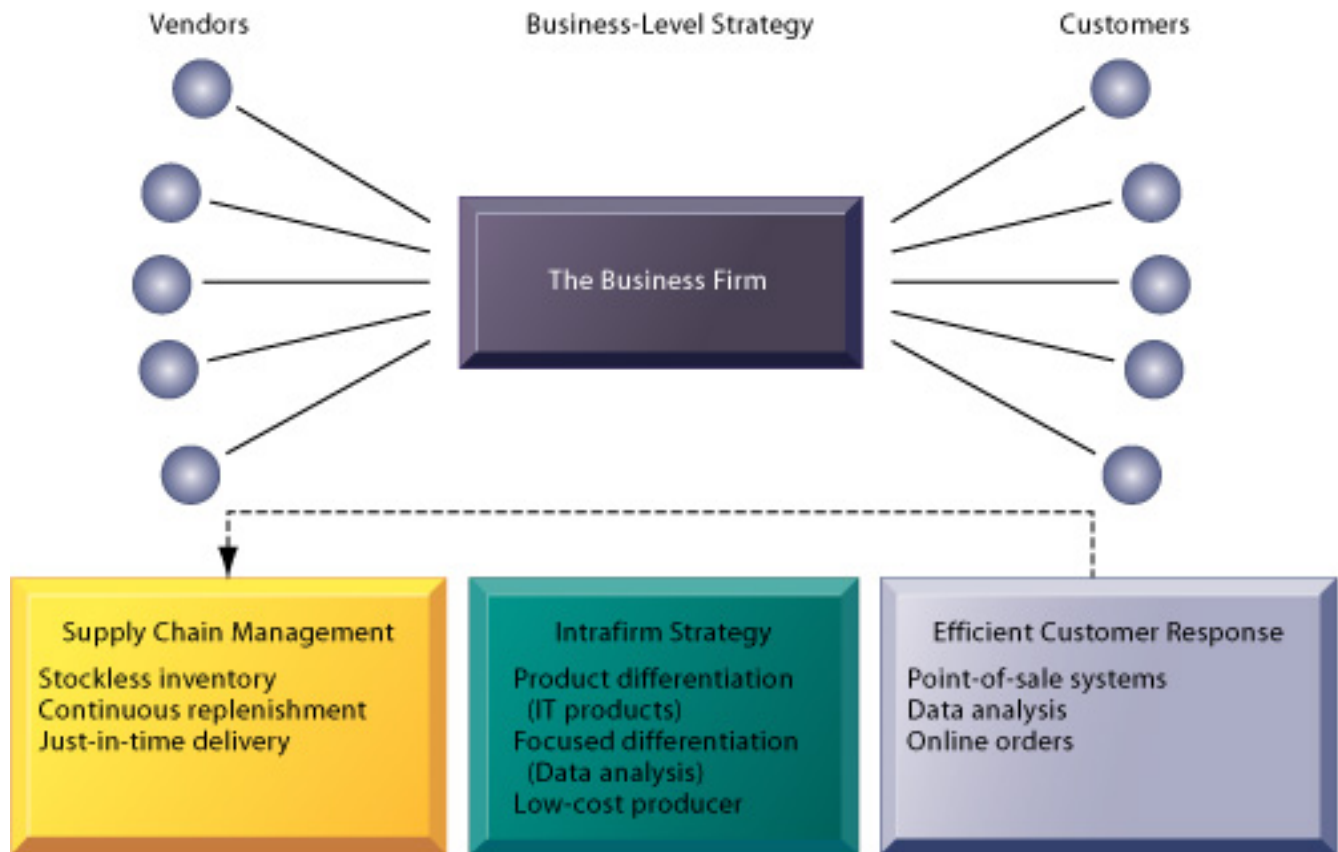 Vendors
Business-Level Strategy
Customers
The Business Firm
Supply Chain Management
Stockless inventory
Continuous replenishment
Just-in-time delivery
Intrafirm Strategy
Product differentiation
(IT products)
Focused differentiation
(Data analysis)
Low-cost producer
Efficient Customer Response
Point-of-sale systems
Data analysis
Online orders